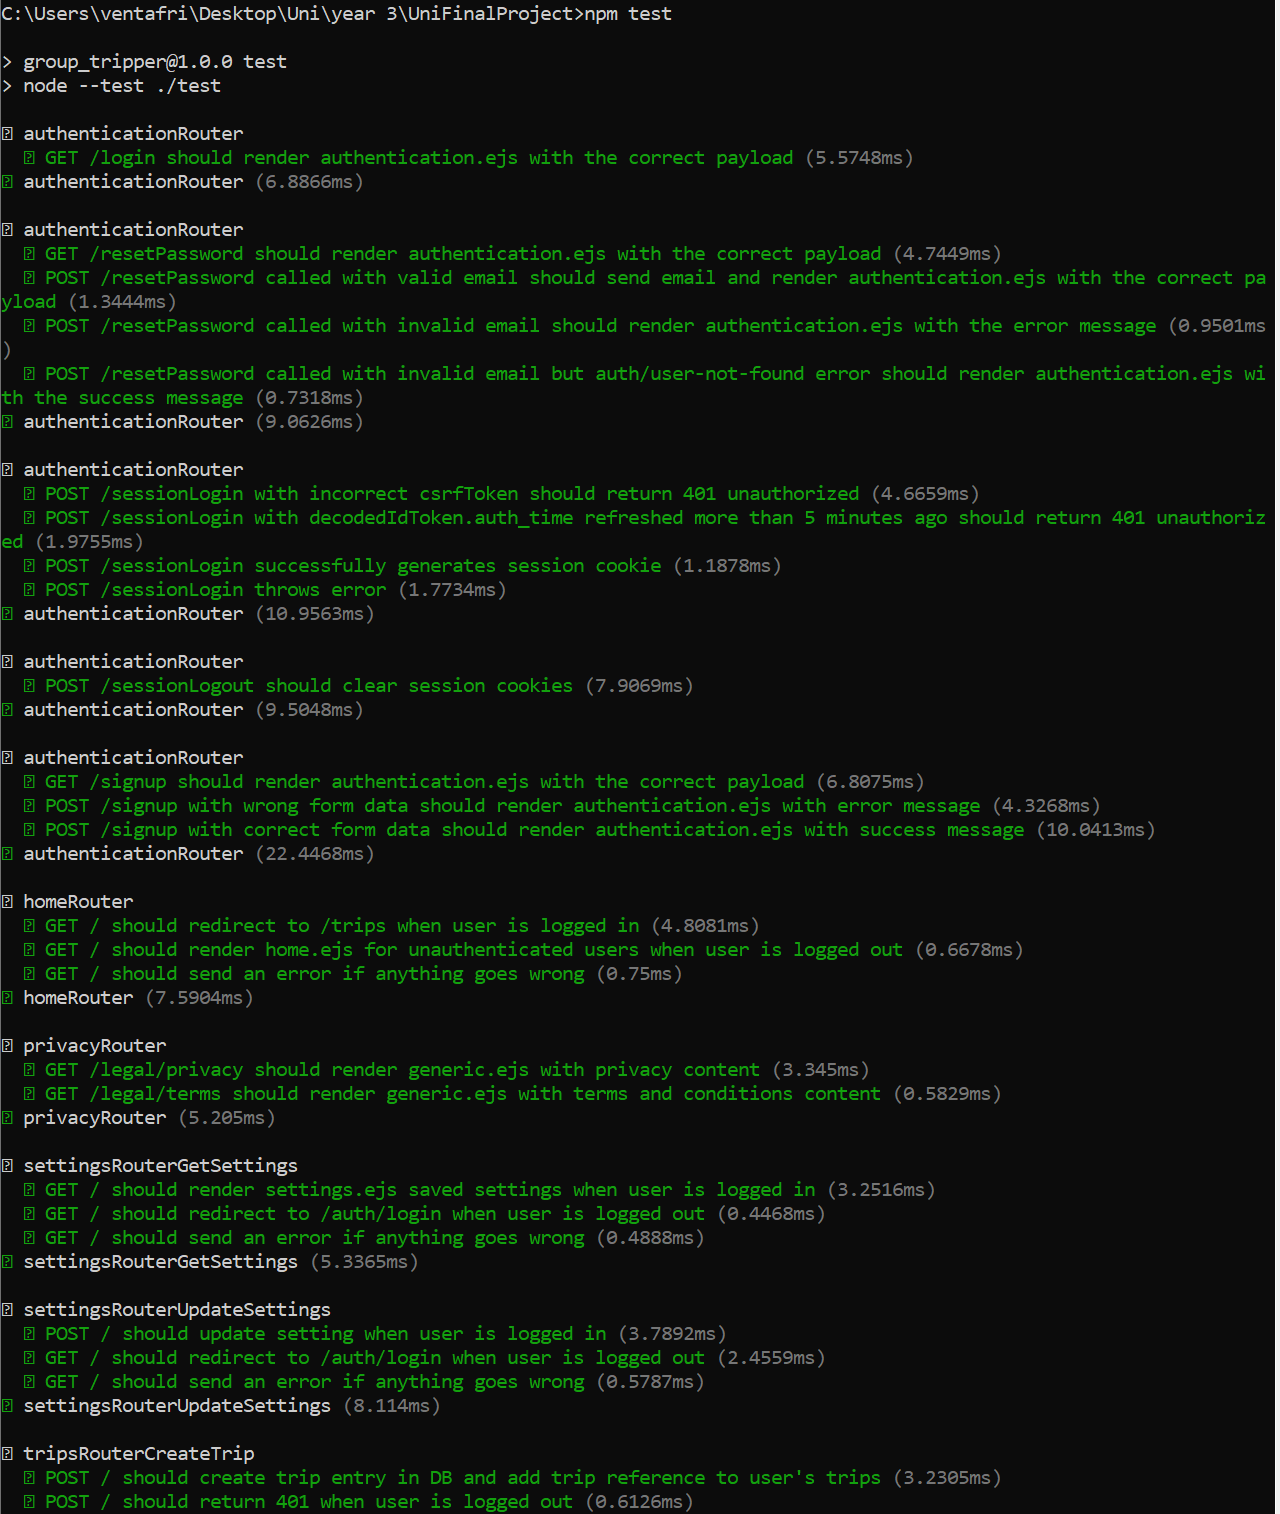 C:\Users\ventafri\Desktop\Uni\year 3\UniFinalProject>npm test
> group_tripper@1.0.0 test
> node --test ./test
authenticationRouter
GET /login should render authentication.ejs with the correct payload (5.5748ms)
authenticationRouter (6.8866ms)
authenticationRouter
GET /resetPassword should render authentication.ejs with the correct payload (4.7449ms)
POST /resetPassword called with valid email should send email and render authentication.ejs with the correct pa
yload (1.3444ms)
POST /resetPassword called with invalid email should render authentication.ejs with the error message (0.9501ms
)
POST /resetPassword called with invalid email but auth/user-not-found error should render authentication.ejs wi
th the success message (0.7318ms)
authenticationRouter (9.0626ms)
authenticationRouter
POST /sessionLogin with incorrect csrfToken should return 401 unauthorized (4.6659ms)
POST /sessionLogin with decodedIdToken.auth_time refreshed more than 5 minutes ago should return 401 unauthoriz
ed (1.9755ms)
POST /sessionLogin successfully generates session cookie (1.1878ms)
POST /sessionLogin throws error (1.7734ms)
authenticationRouter (10.9563ms)
authenticationRouter
POST /sessionLogout should clear session cookies (7.9069ms)
authenticationRouter (9.5048ms)
authenticationRouter
GET /signup should render authentication.ejs with the correct payload (6.8075ms)
POST /signup with wrong form data should render authentication.ejs with error message (4.3268ms)
POST /signup with correct form data should render authentication.ejs with success message (10.0413ms)
authenticationRouter (22.4468ms)
homeRouter
GET / should redirect to /trips when user is logged in (4.8081ms)
GET / should render home.ejs for unauthenticated users when user is logged out (0.6678ms)
GET / should send an error if anything goes wrong (0.75ms)
homeRouter (7.5904ms)
privacyRouter
GET /legal/privacy should render generic.ejs with privacy content (3.345ms)
GET /legal/terms should render generic.ejs with terms and conditions content (0.5829ms)
privacyRouter (5.205ms)
settingsRouterGetSettings
GET / should render settings.ejs saved settings when user is logged in (3.2516ms)
GET / should redirect to /auth/login when user is logged out (0.4468ms)
GET / should send an error if anything goes wrong (0.4888ms)
settingsRouterGetSettings (5.3365ms)
settingsRouterUpdateSettings
POST / should update setting when user is logged in (3.7892ms)
GET / should redirect to /auth/login when user is logged out (2.4559ms)
GET / should send an error if anything goes wrong (0.5787ms)
settingsRouterUpdateSettings (8.114ms)
tripsRouterCreateTrip
POST / should create trip entry in DB and add trip reference to user's trips (3.2305ms)
POST / should return 401 when user is logged out (0.6126ms)